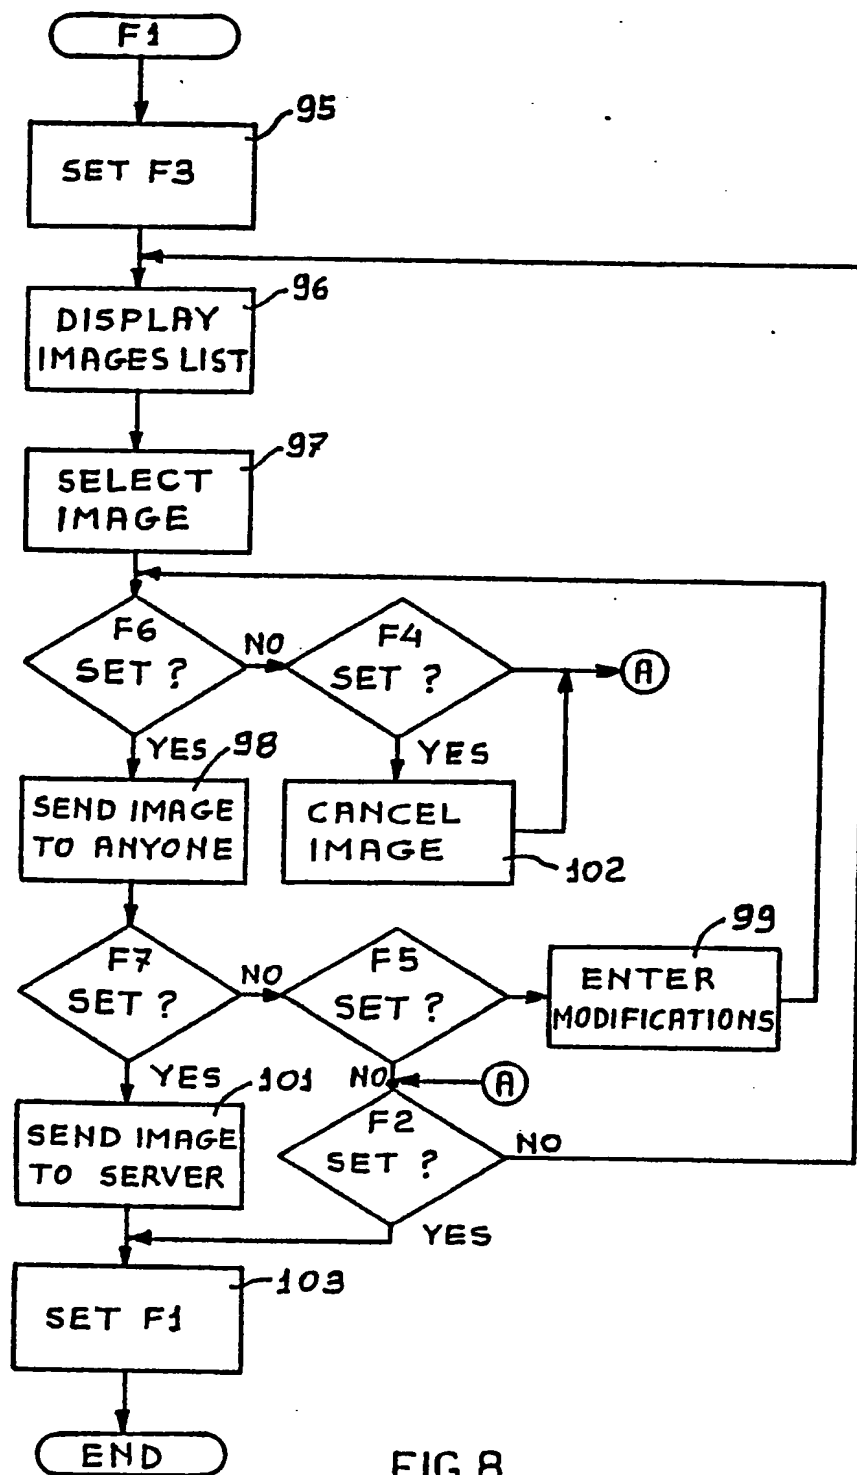 F1
95
SET F3
96
DISPLAY
IMAGES LIST
97
SELECT
IMAGE
F6
SET ?
NO
F4
SET ?
A
YES
98
YES
SEND IMAGE
TO ANYONE
CANCEL
IMAGE
102
99
F7
SET ?
NO
F5
SET ?
ENTER
MODIFICATIONS
YES
101
NO
A
SEND IMAGE
TO SERVER
F2
SET ?
NO
YES
103
SET F1
END
FIG.8